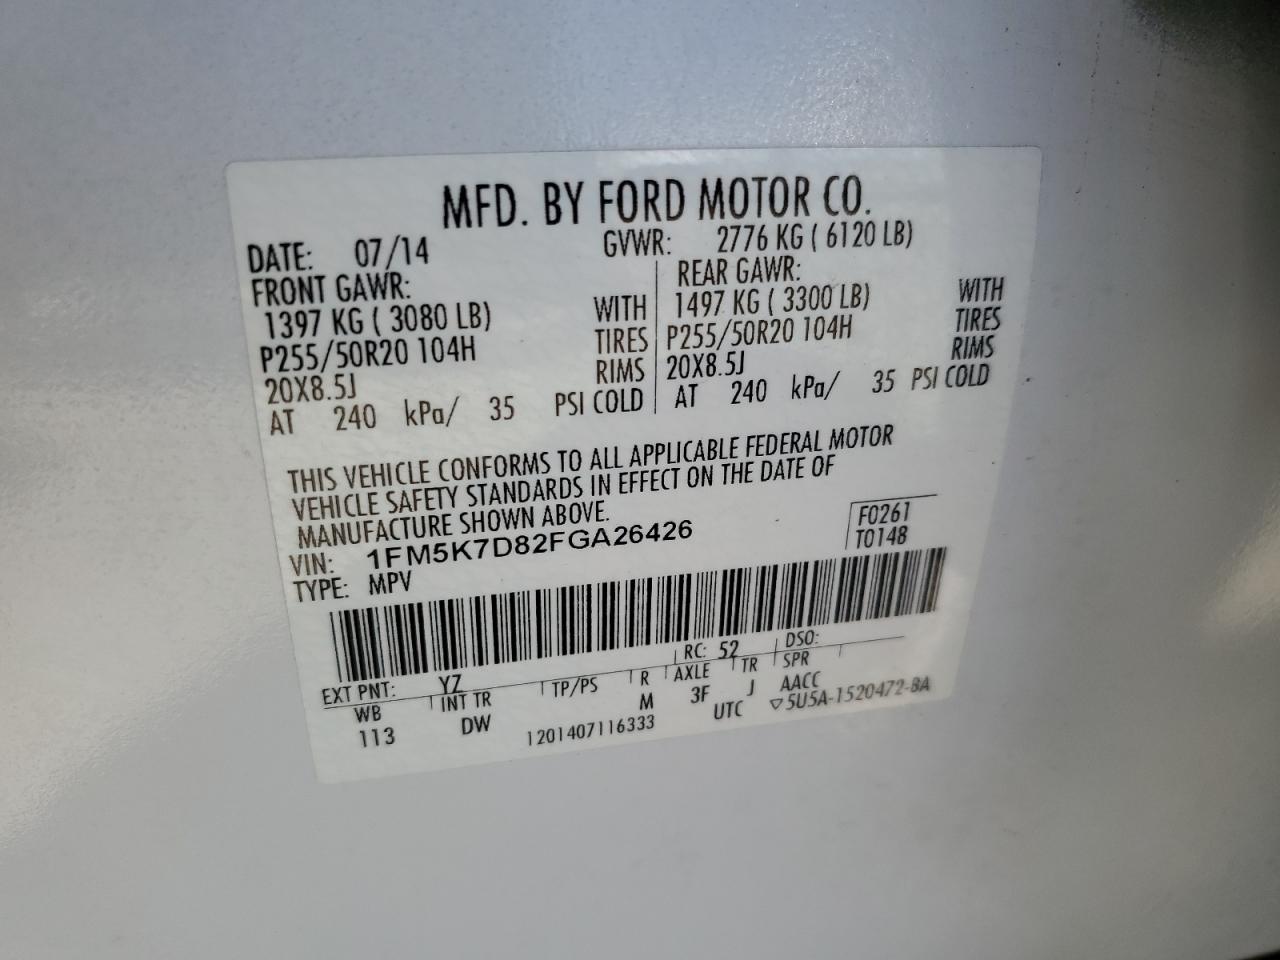 MFD. BY FORD MOTOR CO.
DATE: 07/14 GVWR: 2776 KG ( 6120 LB)
FRONT GAWR: REAR GAWR:
1397 KG ( 3080 LB) WITH 1497 KG ( 3300 LB) WITH
P255/50R20 104H TIRES P255/50R20 104H TIRES
20X8.5J RIMS 20X8.5J RIMS
AT 240 kPa/ 35 PSI COLD AT 240 kPa/ 35 PSI COLD
THIS VEHICLE CONFORMS TO ALL APPLICABLE FEDERAL MOTOR
VEHICLE SAFETY STANDARDS IN EFFECT ON THE DATE OF
MANUFACTURE SHOWN ABOVE.
VIN: 1FM5K7D82FGA26426 F0261
TYPE: MPV T0148
EXT PNT: YZ RC: 52 DSO:
WB INT TR TP/PS R AXLE TR SPR
113 DW M 3F J AACC
1201407116333 UTC ▽5U5A-1520472-BA